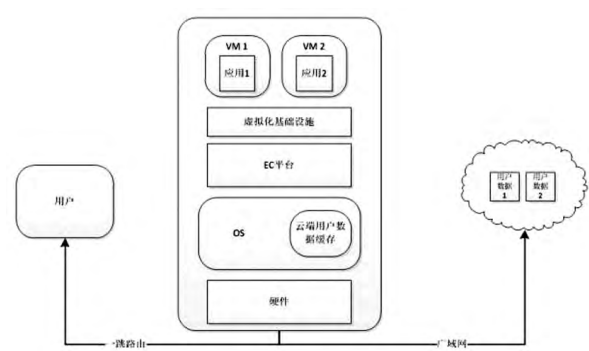 VM 1
VM 2
应用1
应用2
虚拟化基础设施
EC平台
用户
用户
数据
1
用户
数据
2
OS
云端用户数
据缓存
硬件
一跳路由
广域网